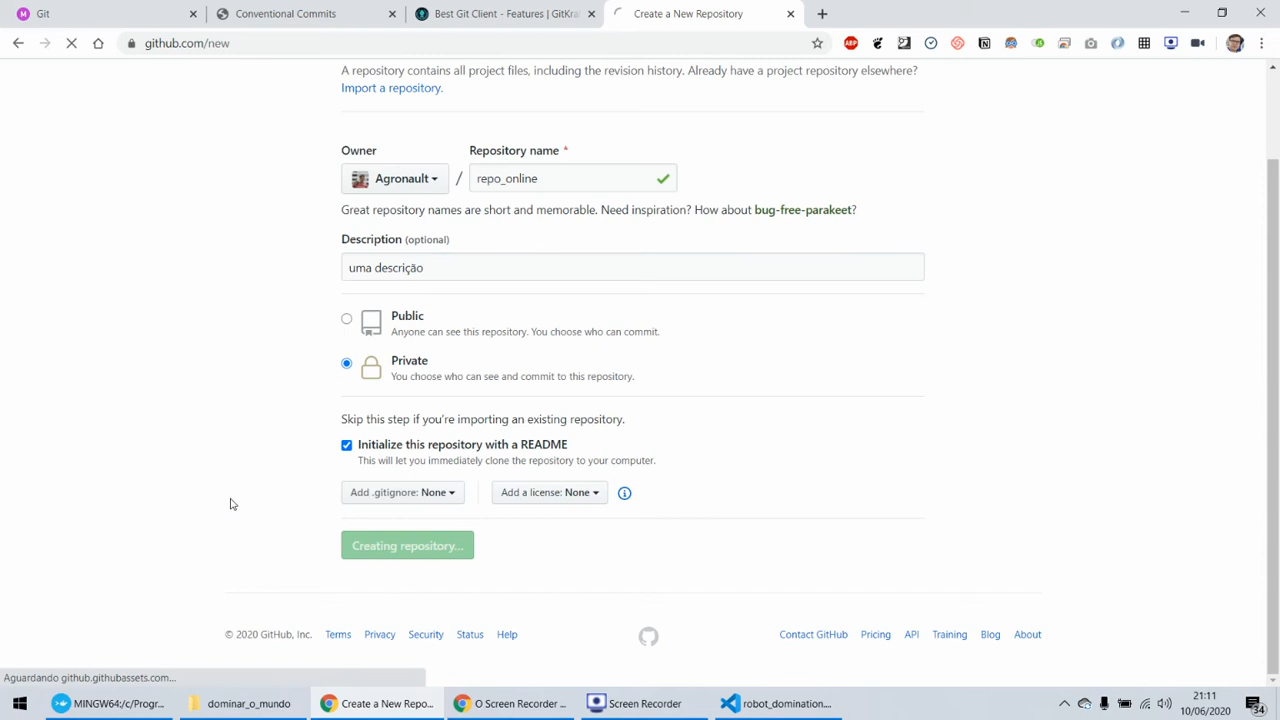 Git
Conventional Commits
Best Git Client - Features | GitKra
Create a New Repository
github.com/new
ABP
A repository contains all project files, including the revision history. Already have a project repository elsewhere?
Import a repository.
Owner
Repository name *
Agronault
/
repo_online
Great repository names are short and memorable. Need inspiration? How about bug-free-parakeet?
Description (optional)
uma descrição
Public
Anyone can see this repository. You choose who can commit.
Private
You choose who can see and commit to this repository.
Skip this step if you're importing an existing repository.
Initialize this repository with a README
This will let you immediately clone the repository to your computer.
Add .gitignore: None
Add a license: None
Creating repository...
© 2020 GitHub, Inc. Terms Privacy Security Status Help
Contact GitHub Pricing API Training Blog About
Aguardando github.githubassets.com...
MINGW64:/c/Progr...
dominar_o_mundo
Create a New Repo...
O Screen Recorder ...
Screen Recorder
robot_domination....
21:11
10/06/2020
34